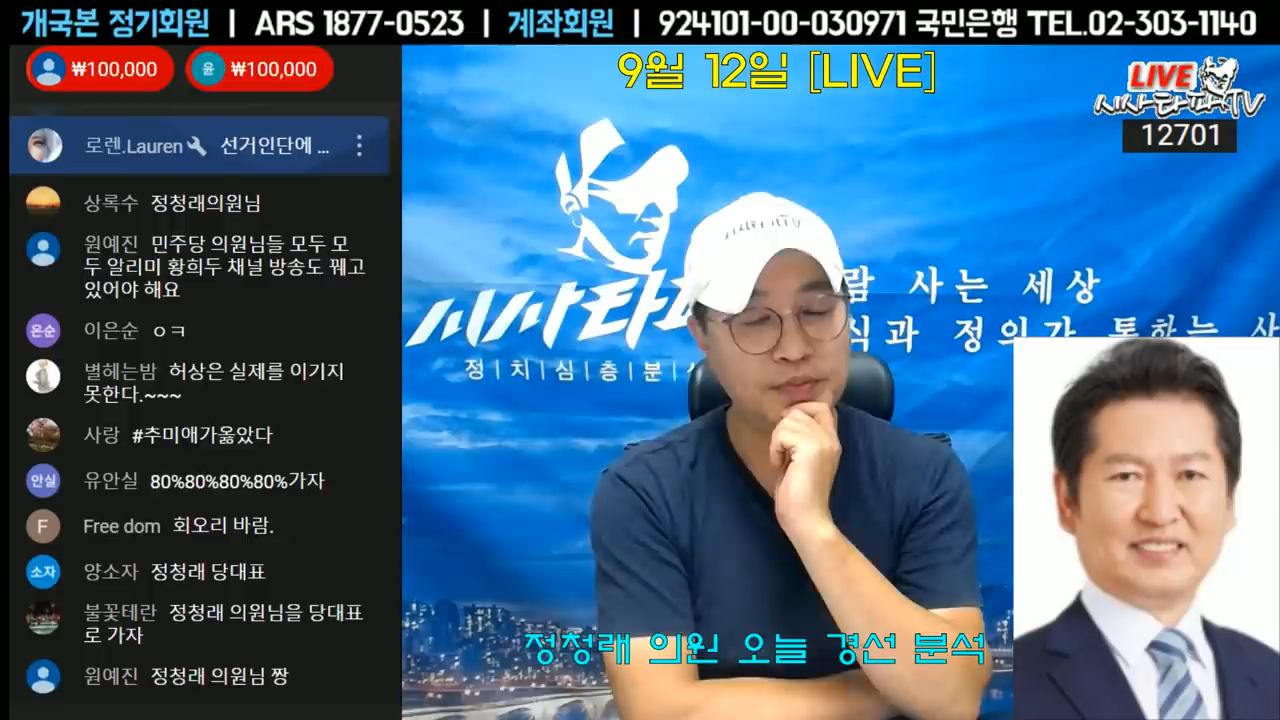 개국본 정기회원 | ARS 1877-0523 | 계좌회원 | 924101-00-030971 국민은행 TEL.02-303-1140
₩100,000
윤 ₩100,000
로렌.Lauren 선거인단에 ...
상록수 정청래의원님
원예진 민주당 의원님들 모두 모
두 알리미 황희두 채널 방송도 꿰고
있어야 해요
온순 이은순 ㅇㅋ
별헤는밤 허상은 실제를 이기지
못한다.~~~
사랑 #추미애가옳았다
안실 유안실 80%80%80%80%가자
F Free dom 회오리 바람.
소자 양소자 정청래 당대표
불꽃테란 정청래 의원님을 당대표
로 가자
원예진 정청래 의원님 짱
9월 12일 [LIVE]
LIVE
시사타파TV
12701
시사타파TV
시사타파
람 사는 세상
식과 정의가 통하는 사
정|치|심|층|분|석
정청래 의원 오늘 경선 분석